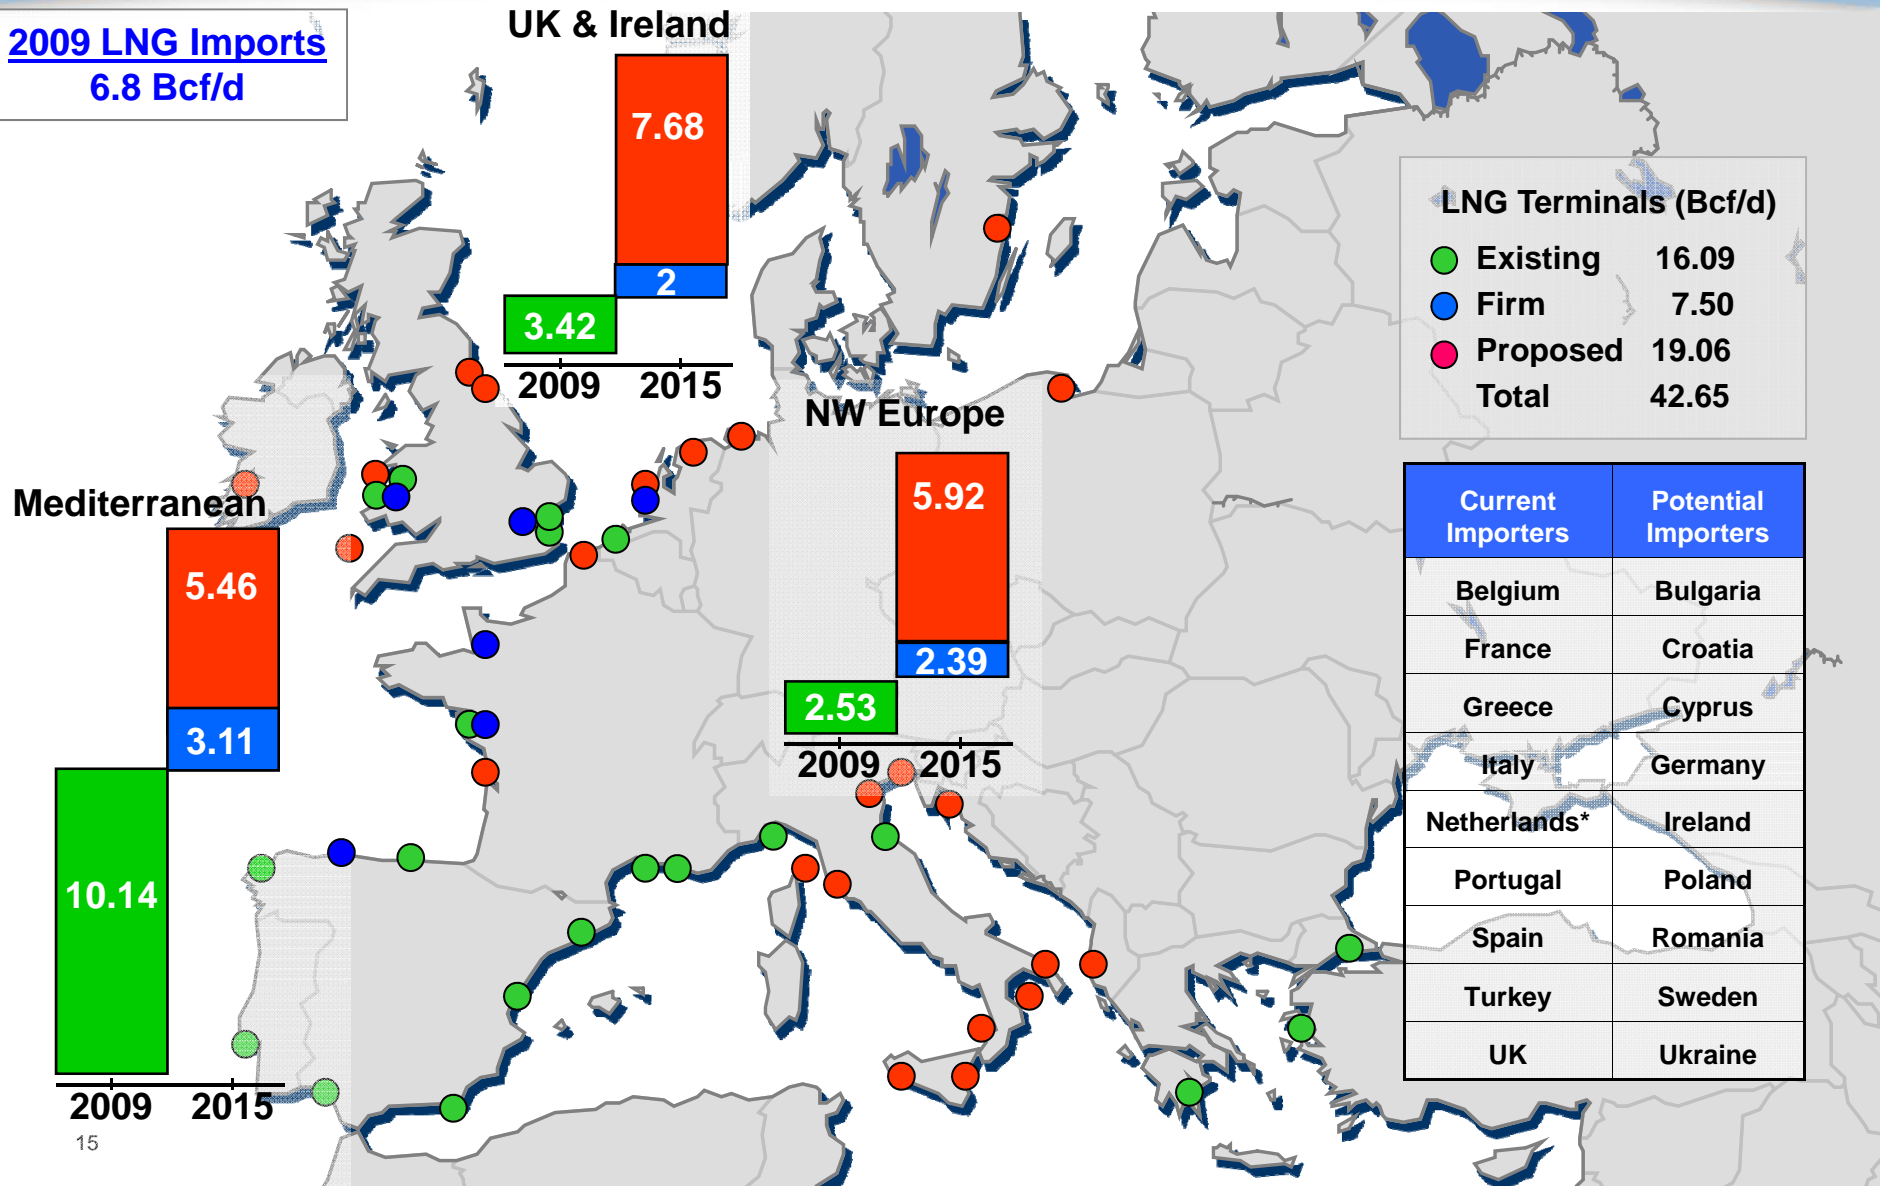 2009 LNG Imports
6.8 Bcf/d
UK & Ireland
7.68
2
3.42
2009 2015
LNG Terminals (Bcf/d)
Existing 16.09
Firm 7.50
Proposed 19.06
Total 42.65
NW Europe
5.92
2.39
2.53
2009 2015
Mediterranean
5.46
3.11
10.14
2009 2015
Current Importers
Potential Importers
Belgium Bulgaria
France Croatia
Greece Cyprus
Italy Germany
Netherlands* Ireland
Portugal Poland
Spain Romania
Turkey Sweden
UK Ukraine
15